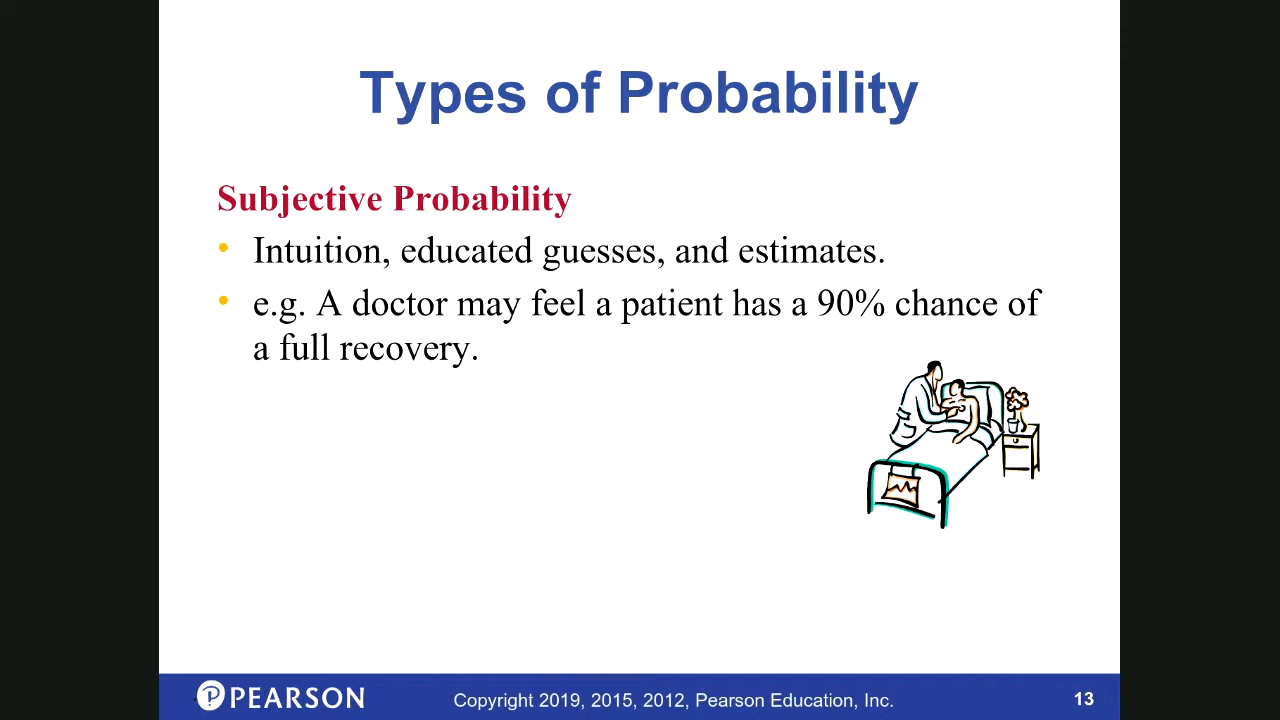 Types of Probability
Subjective Probability
• Intuition, educated guesses, and estimates.
• e.g. A doctor may feel a patient has a 90% chance of
a full recovery.
PEARSON
Copyright 2019, 2015, 2012, Pearson Education, Inc.
13